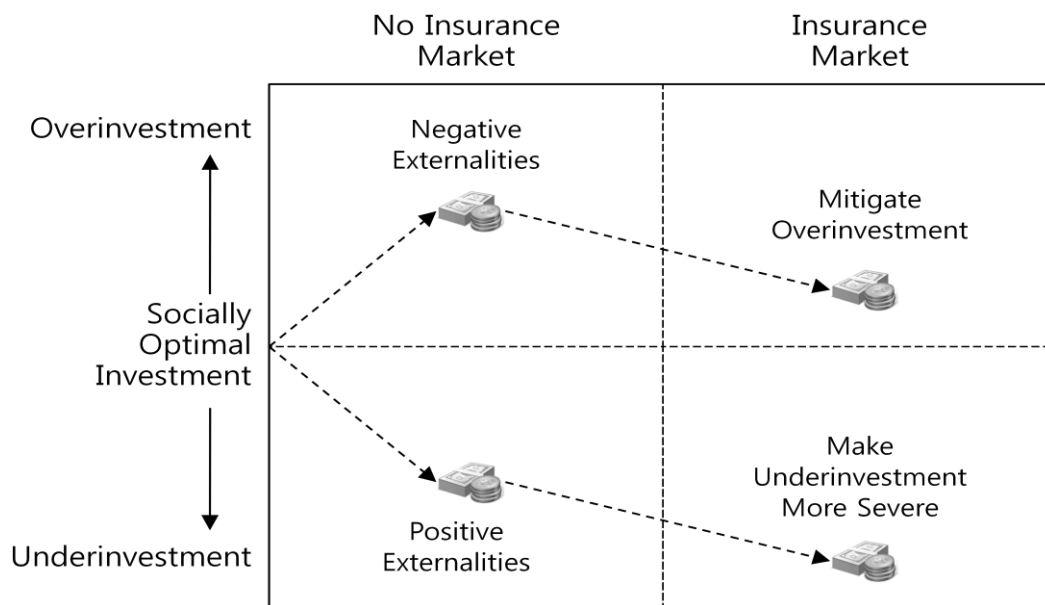 No Insurance
Market
Insurance
Market
Overinvestment
Negative
Externalities
Mitigate
Overinvestment
Socially
Optimal
Investment
Make
Underinvestment
More Severe
Positive
Externalities
Underinvestment